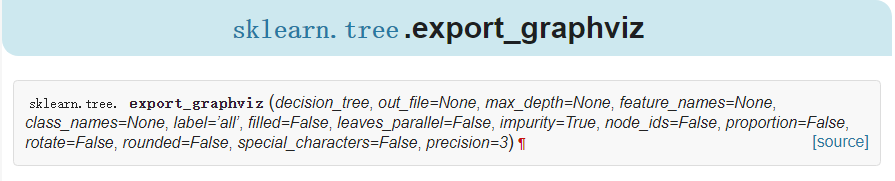 sklearn.tree.export_graphviz
sklearn.tree. export_graphviz (decision_tree, out_file=None, max_depth=None, feature_names=None,
class_names=None, label=’all’, filled=False, leaves_parallel=False, impurity=True, node_ids=False, proportion=False,
rotate=False, rounded=False, special_characters=False, precision=3) ¶ [source]